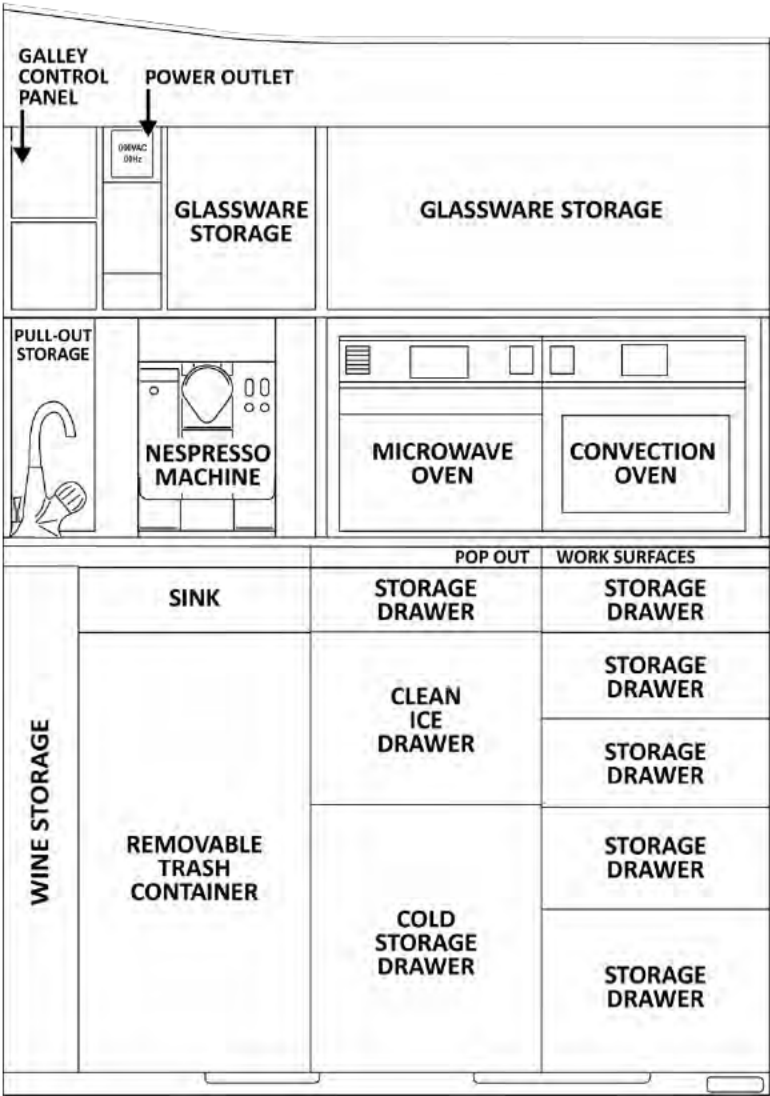 GALLEY
CONTROL
PANEL
POWER OUTLET
000VAC
00Hz
GLASSWARE
STORAGE
GLASSWARE STORAGE
PULL-OUT
STORAGE
NESPRESSO
MACHINE
MICROWAVE
OVEN
CONVECTION
OVEN
POP OUT
WORK SURFACES
SINK
STORAGE
DRAWER
STORAGE
DRAWER
WINE STORAGE
REMOVABLE
TRASH
CONTAINER
CLEAN
ICE
DRAWER
COLD
STORAGE
DRAWER
STORAGE
DRAWER
STORAGE
DRAWER
STORAGE
DRAWER
STORAGE
DRAWER